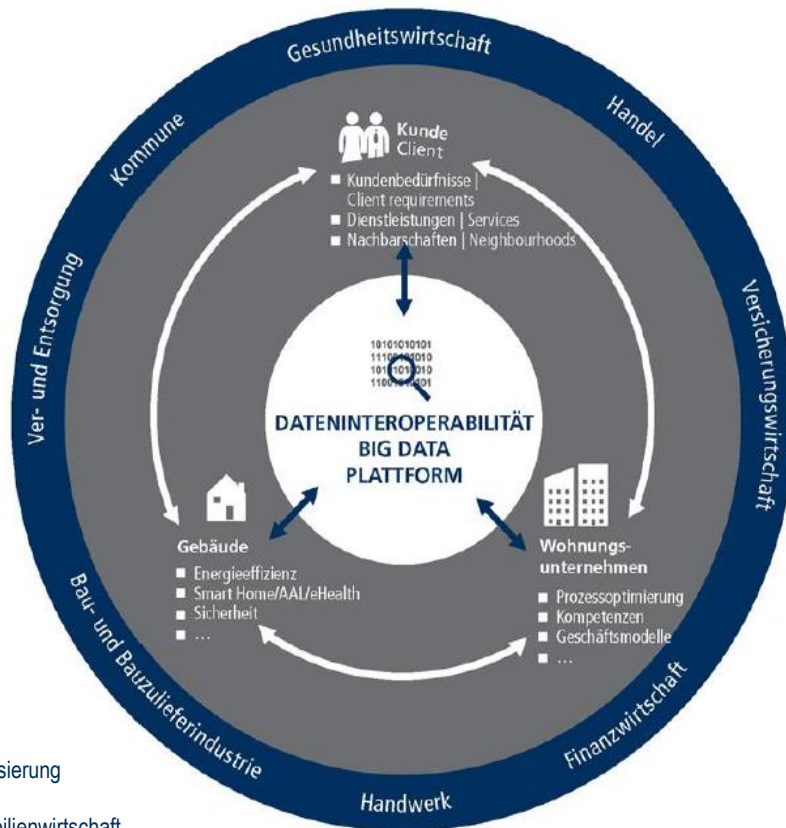 Gesundheitswirtschaft
Handel
Versicherungswirtschaft
Finanzwirtschaft
Handwerk
Bau- und Bauzulieferindustrie
Ver- und Entsorgung
Kommune
Kunde
Client
■ Kundenbedürfnisse |
Client requirements
■ Dienstleistungen | Services
■ Nachbarschaften | Neighbourhoods
10101010101
DATENINTEROPERABILITÄT
BIG DATA
PLATTFORM
Gebäude
■ Energieeffizienz
■ Smart Home/AAL/eHealth
■ Sicherheit
■ ...
Wohnungs-
unternehmen
■ Prozessoptimierung
■ Kompetenzen
■ Geschäftsmodelle
■ ...
sierung
ilienwirtschaft